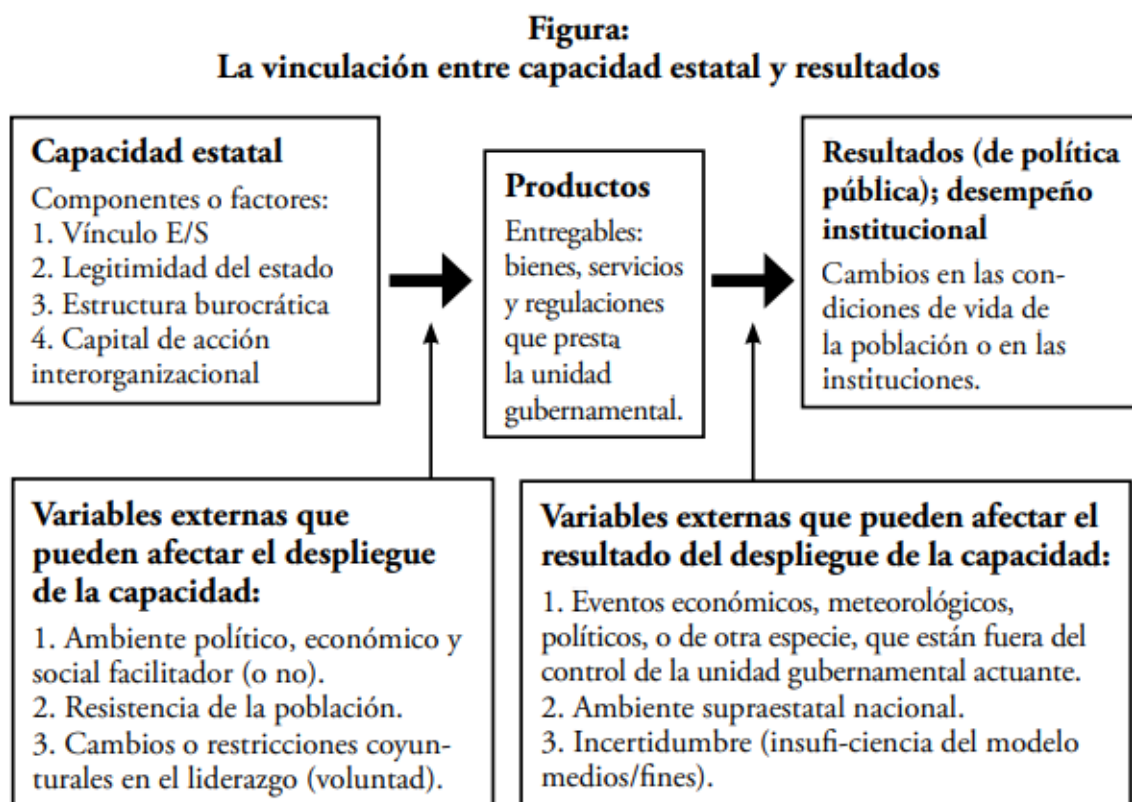 Figura:
La vinculación entre capacidad estatal y resultados
Capacidad estatal
Componentes o factores:
1. Vínculo E/S
2. Legitimidad del estado
3. Estructura burocrática
4. Capital de acción
interorganizacional
Productos
Entregables:
bienes, servicios
y regulaciones
que presta
la unidad
gubernamental.
Resultados (de política
pública); desempeño
institucional
Cambios en las con-
diciones de vida de
la población o en las
instituciones.
Variables externas que
pueden afectar el despliegue
de la capacidad:
1. Ambiente político, económico y
social facilitador (o no).
2. Resistencia de la población.
3. Cambios o restricciones coyun-
turales en el liderazgo (voluntad).
Variables externas que pueden afectar el
resultado del despliegue de la capacidad:
1. Eventos económicos, meteorológicos,
políticos, o de otra especie, que están fuera del
control de la unidad gubernamental actuante.
2. Ambiente supraestatal nacional.
3. Incertidumbre (insufi-ciencia del modelo
medios/fines).